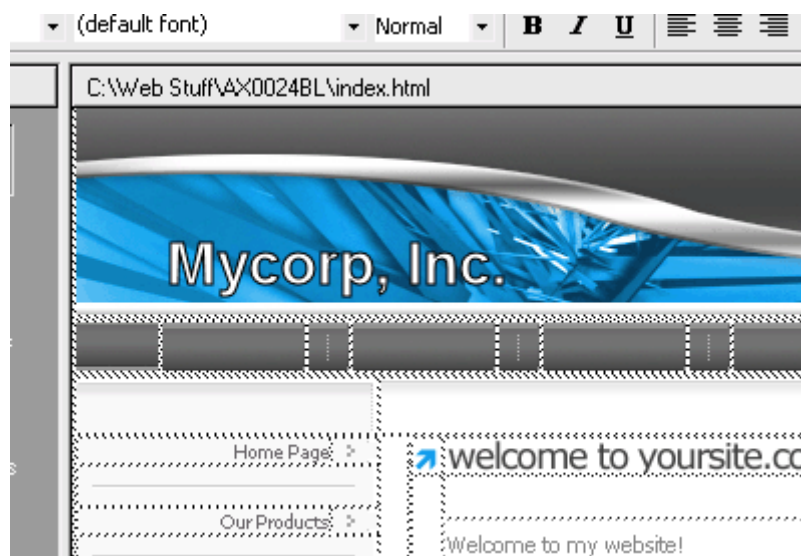 (default font) Normal B I U
C:\Web Stuff\AX0024BL\index.html
Mycorp, Inc.
Home Page
welcome to yoursite.co
Our Products
Welcome to my website!